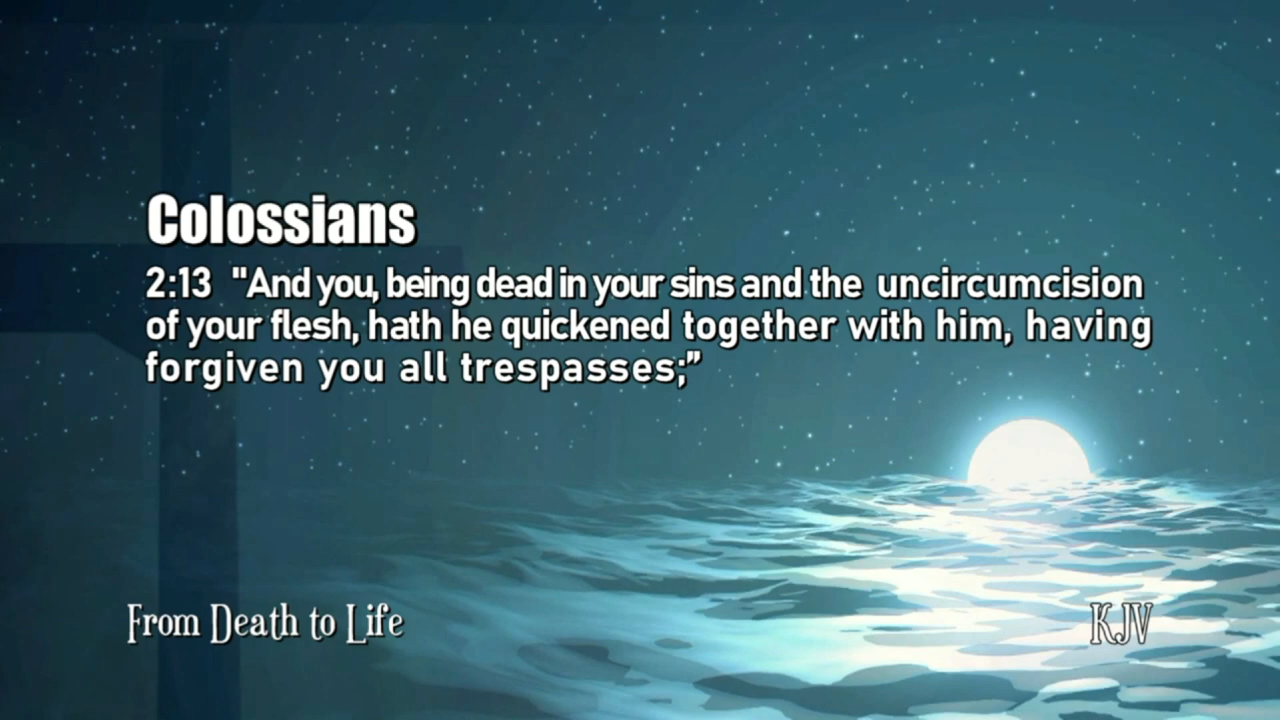 Colossians
2:13 "And you, being dead in your sins and the uncircumcision
of your flesh, hath he quickened together with him, having
forgiven you all trespasses;”
From Death to Life
KJV